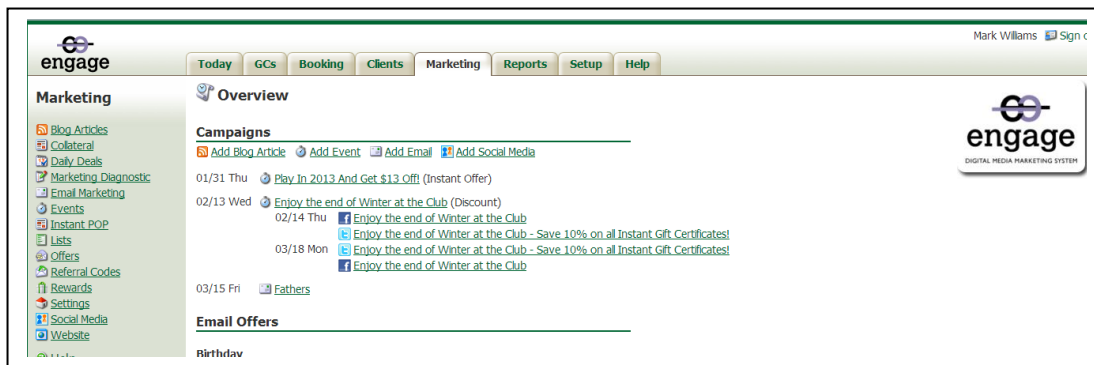 Mark Williams Sign o
engage
Today GCs Booking Clients Marketing Reports Setup Help
Marketing
Overview
engage
DIGITAL MEDIA MARKETING SYSTEM
Blog Articles
Collateral
Daily Deals
Marketing Diagnostic
Email Marketing
Events
Instant POP
Lists
Offers
Referral Codes
Rewards
Settings
Social Media
Website
Campaigns
Add Blog Article Add Event Add Email Add Social Media
01/31 Thu Play In 2013 And Get $13 Off! (Instant Offer)
02/13 Wed Enjoy the end of Winter at the Club (Discount)
02/14 Thu Enjoy the end of Winter at the Club
Enjoy the end of Winter at the Club - Save 10% on all Instant Gift Certificates!
03/18 Mon Enjoy the end of Winter at the Club - Save 10% on all Instant Gift Certificates!
Enjoy the end of Winter at the Club
03/15 Fri Fathers
Email Offers
Birthday